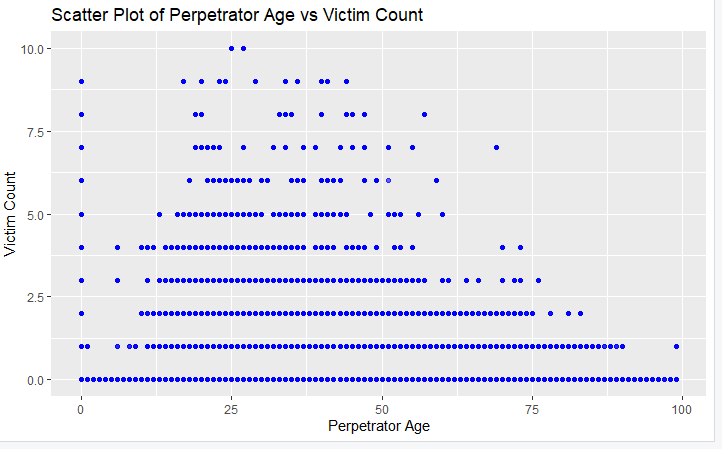 Scatter Plot of Perpetrator Age vs Victim Count
10.0
7.5
5.0
2.5
0.0
Victim Count
0 25 50 75 100
Perpetrator Age